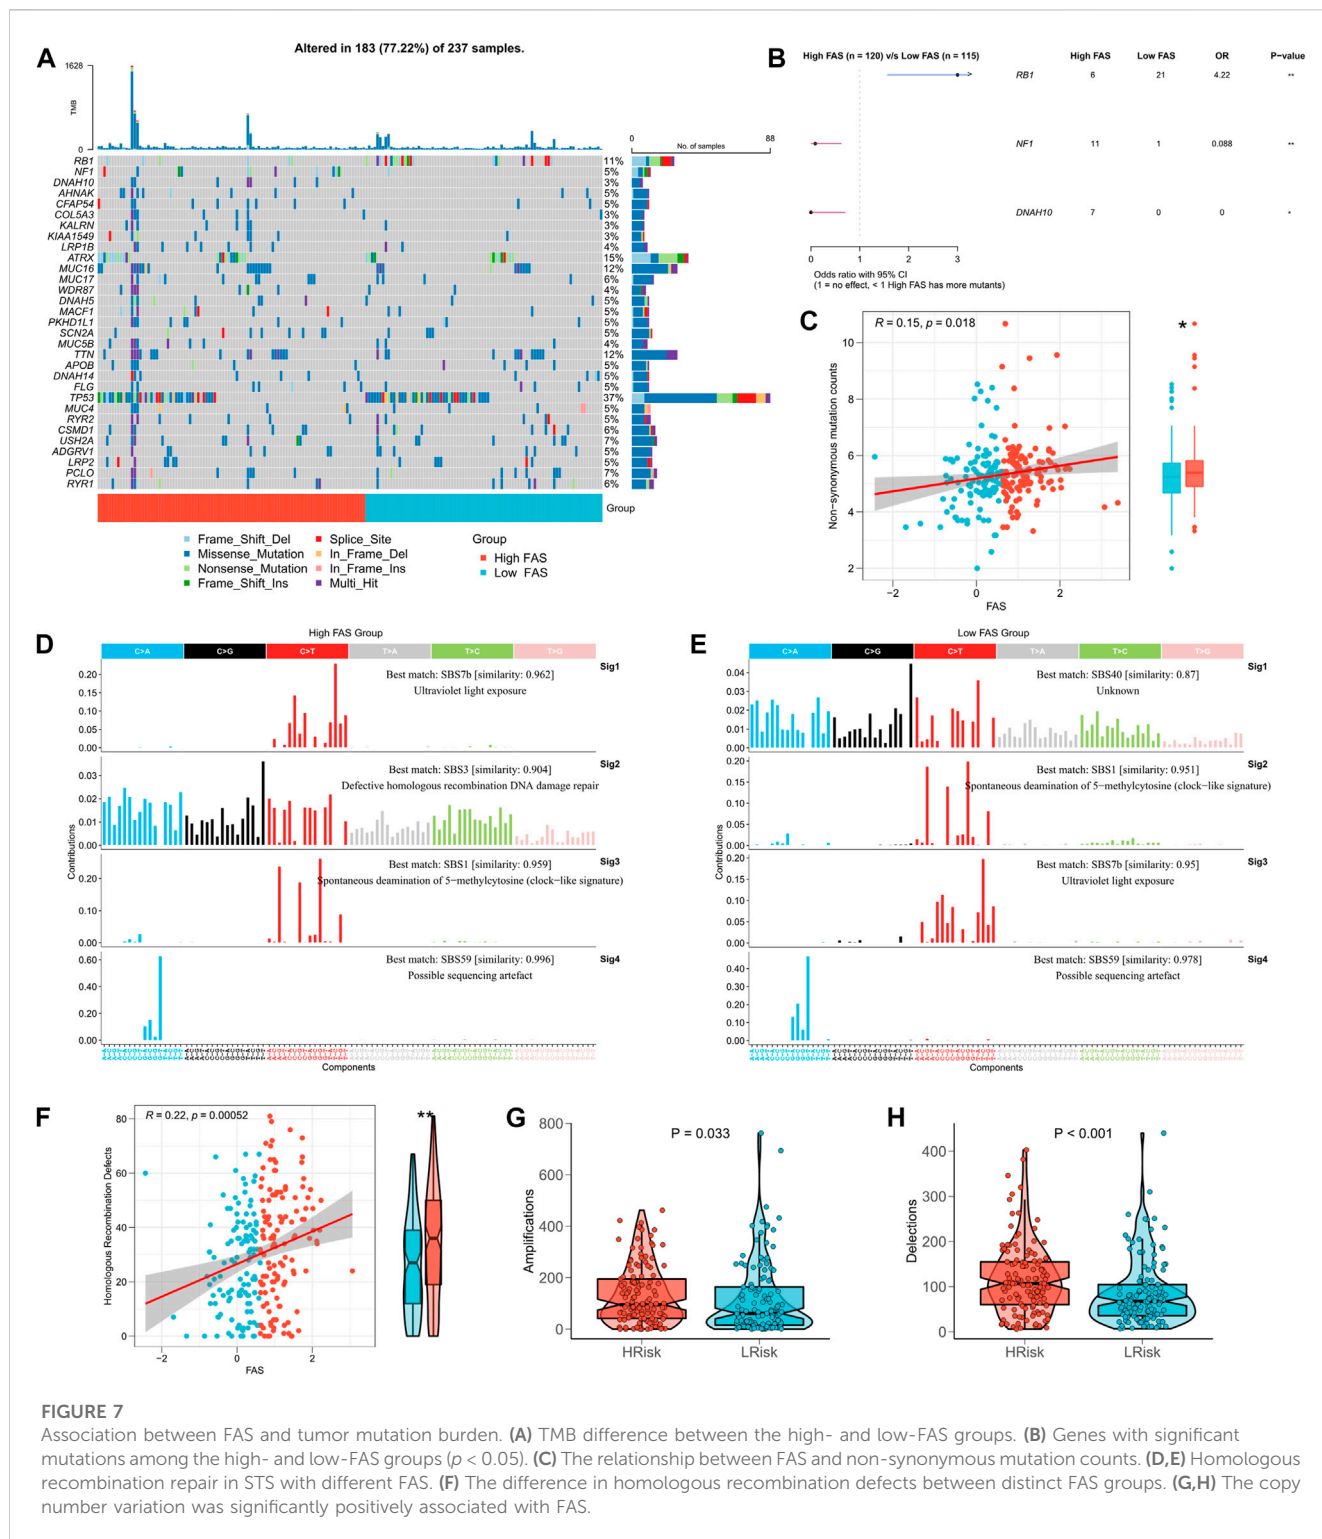 A
Altered in 183 (77.22%) of 237 samples.
1628
TMB
0
0 88
No. of samples
RB1 11%
NF1 5%
DNAH10 3%
AHNAK 5%
CFAP54 5%
COL5A3 3%
KALRN 3%
KIAA1549 3%
LRP1B 4%
ATRX 15%
MUC16 12%
MUC17 6%
WDR87 4%
DNAH5 5%
MACF1 5%
PKHD1L1 5%
SCN2A 5%
MUC5B 4%
TTN 12%
APOB 5%
DNAH14 5%
FLG 5%
TP53 37%
MUC4 5%
RYR2 5%
CSMD1 6%
USH2A 7%
ADGRV1 5%
LRP2 5%
PCLO 7%
RYR1 6%
Group
Frame_Shift_Del
Missense_Mutation
Nonsense_Mutation
Frame_Shift_Ins
Splice_Site
In_Frame_Del
In_Frame_Ins
Multi_Hit
Group
High FAS
Low FAS
B
High FAS (n = 120) v/s Low FAS (n = 115) High FAS Low FAS OR P-value
RB1 6 21 4.22 **
NF1 11 1 0.088 **
DNAH10 7 0 0 *
0 1 2 3
Odds ratio with 95% CI
(1 = no effect, < 1 High FAS has more mutants)
C
R = 0.15, p = 0.018
*
Non-synonymous mutation counts
10
8
6
4
2
−2 0 2
FAS
D
High FAS Group
C>A C>G C>T T>A T>C T>G
Sig1
Best match: SBS7b [similarity: 0.962]
Ultraviolet light exposure
0.20
0.15
0.10
0.05
0.00
Sig2
Best match: SBS3 [similarity: 0.904]
Defective homologous recombination DNA damage repair
0.03
0.02
0.01
0.00
Contributions
Sig3
Best match: SBS1 [similarity: 0.959]
Spontaneous deamination of 5−methylcytosine (clock−like signature)
0.20
0.10
0.00
Sig4
Best match: SBS59 [similarity: 0.996]
Possible sequencing artefact
0.60
0.40
0.20
0.00
Components
E
Low FAS Group
C>A C>G C>T T>A T>C T>G
Sig1
Best match: SBS40 [similarity: 0.87]
Unknown
0.04
0.03
0.02
0.01
0.00
Sig2
Best match: SBS1 [similarity: 0.951]
Spontaneous deamination of 5−methylcytosine (clock−like signature)
0.20
0.15
0.10
0.05
0.00
Contributions
Sig3
Best match: SBS7b [similarity: 0.95]
Ultraviolet light exposure
0.20
0.15
0.10
0.05
0.00
Sig4
Best match: SBS59 [similarity: 0.978]
Possible sequencing artefact
0.40
0.30
0.20
0.10
0.00
Components
F
R = 0.22, p = 0.00052
**
Homologous Recombination Defects
80
60
40
20
0
−2 0 2
FAS
G
P = 0.033
Amplifications
800
600
400
200
0
HRisk LRisk
H
P < 0.001
Delections
400
300
200
100
0
HRisk LRisk
FIGURE 7
Association between FAS and tumor mutation burden. (A) TMB difference between the high- and low-FAS groups. (B) Genes with significant
mutations among the high- and low-FAS groups (p < 0.05). (C) The relationship between FAS and non-synonymous mutation counts. (D,E) Homologous
recombination repair in STS with different FAS. (F) The difference in homologous recombination defects between distinct FAS groups. (G,H) The copy
number variation was significantly positively associated with FAS.